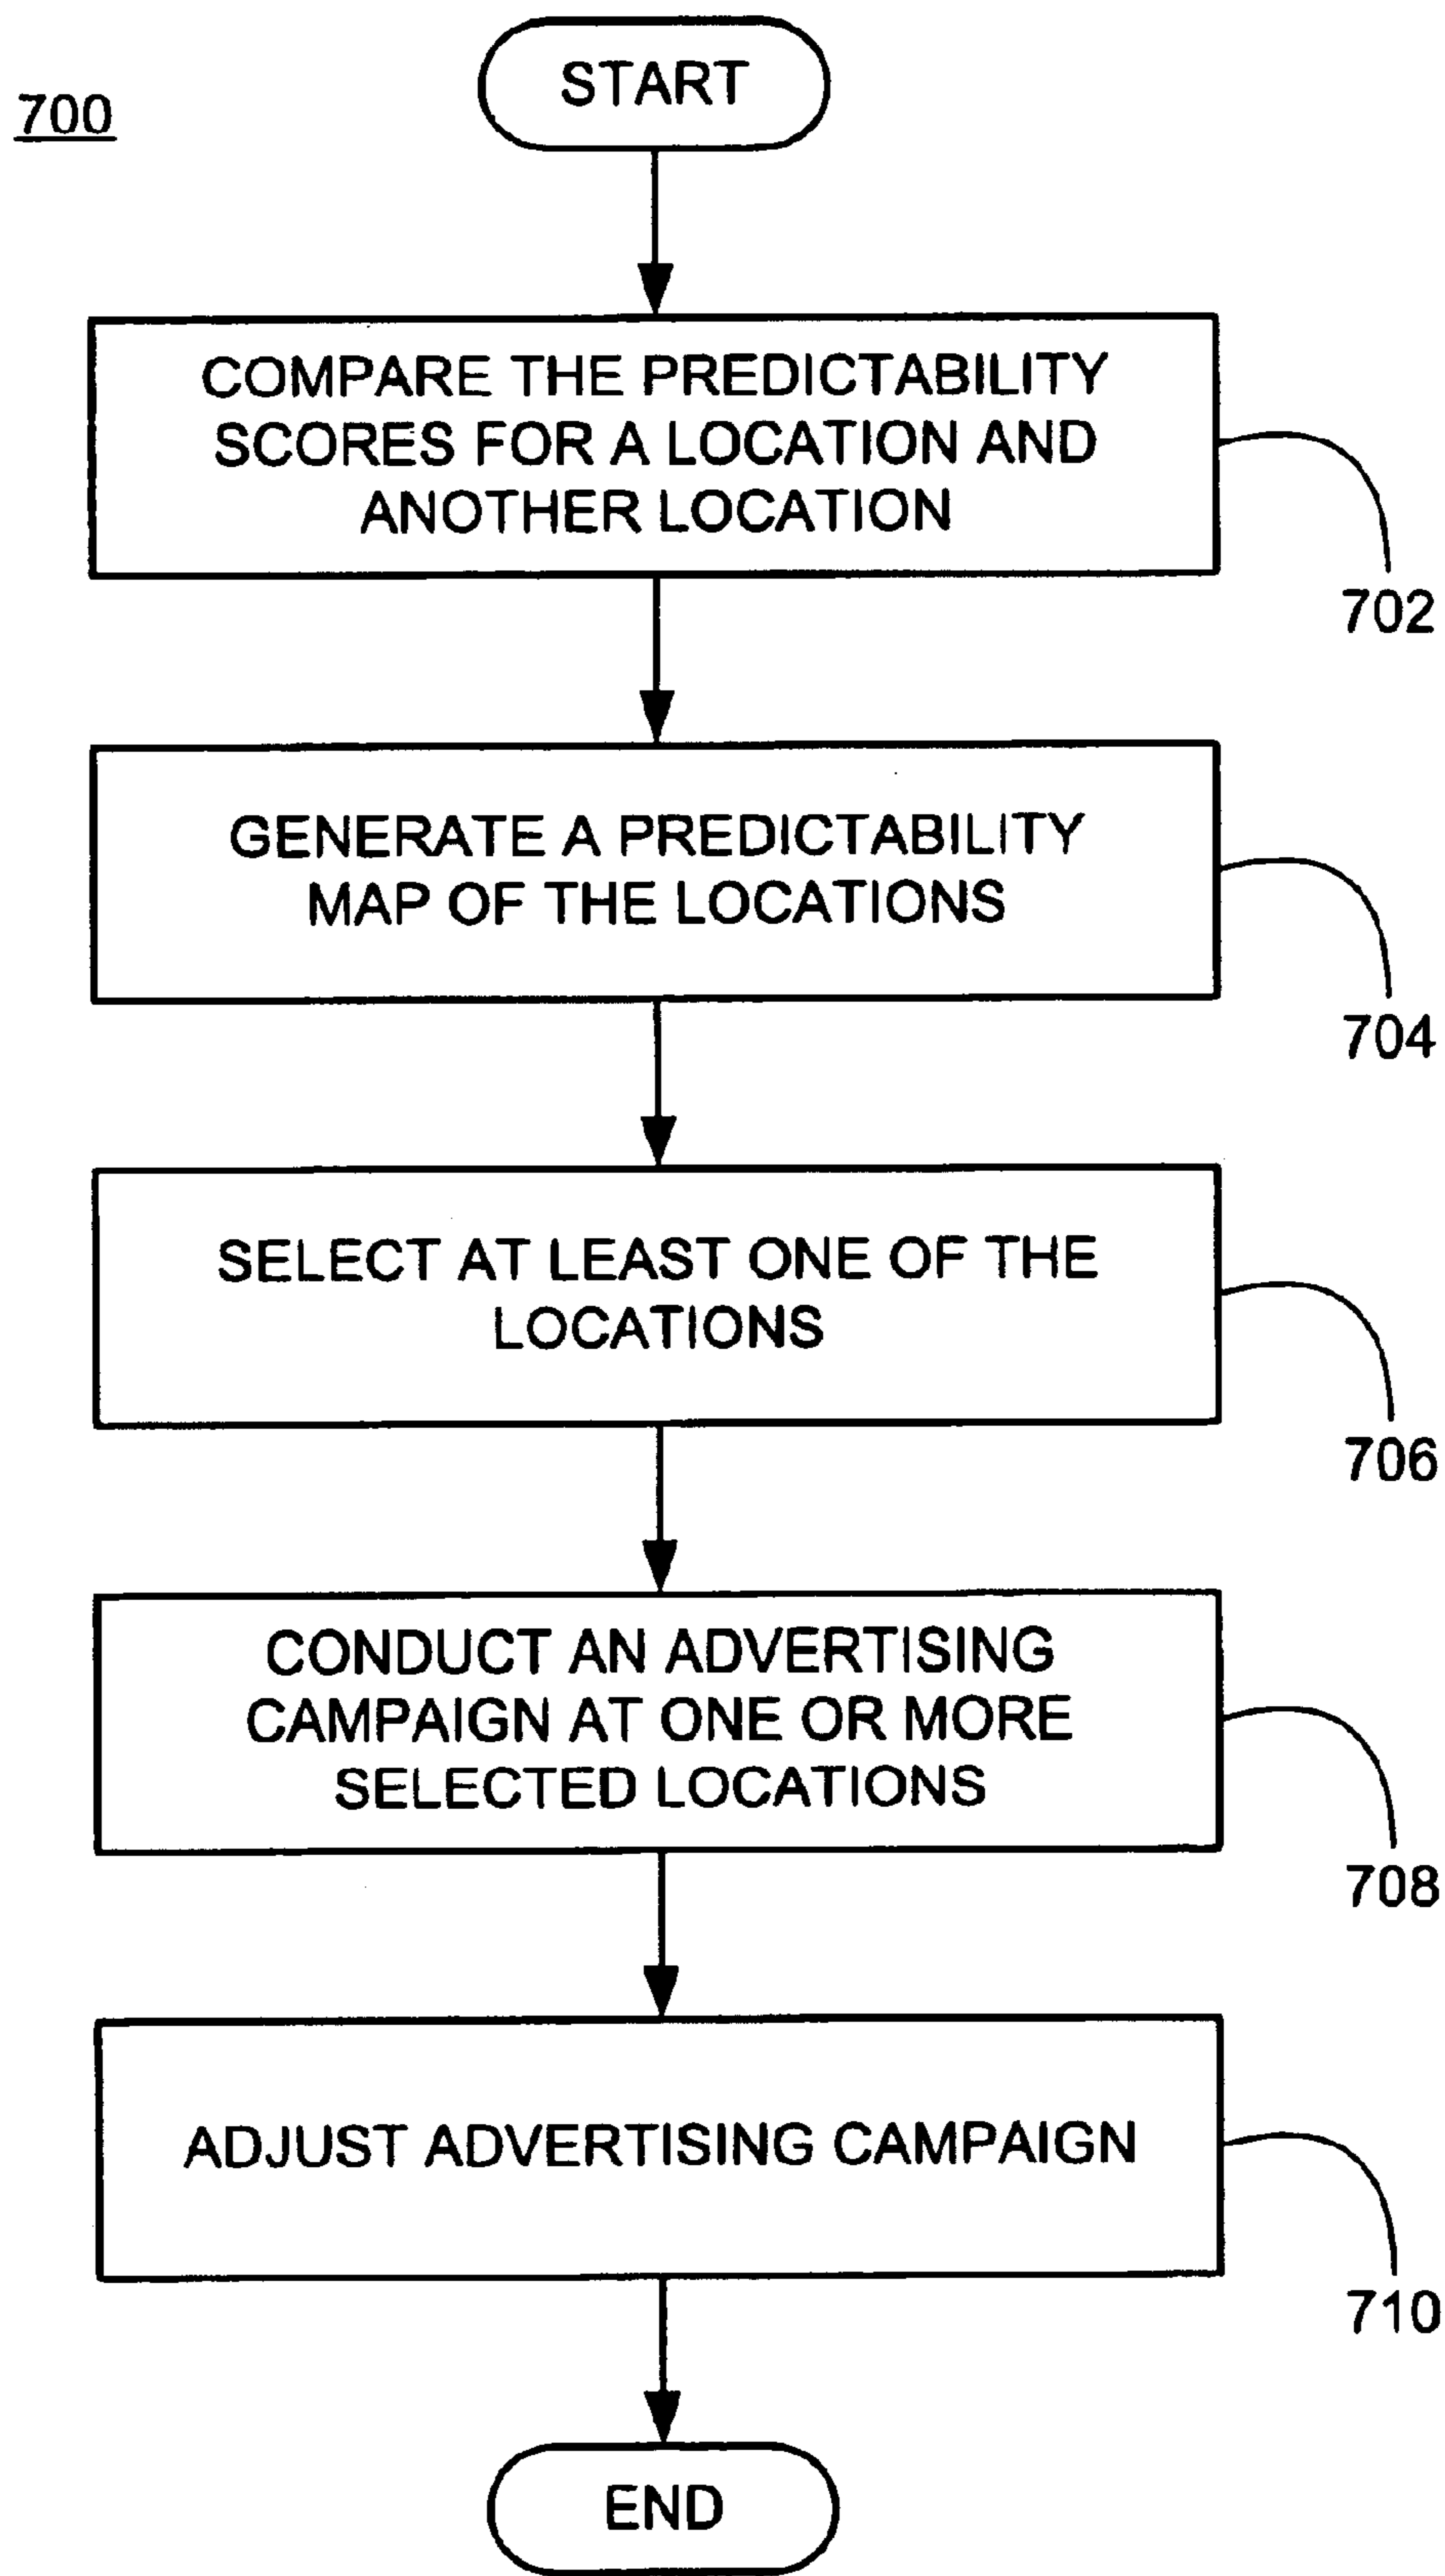 START
700
COMPARE THE PREDICTABILITY
SCORES FOR A LOCATION AND
ANOTHER LOCATION
702
GENERATE A PREDICTABILITY
MAP OF THE LOCATIONS
704
SELECT AT LEAST ONE OF THE
LOCATIONS
706
CONDUCT AN ADVERTISING
CAMPAIGN AT ONE OR MORE
SELECTED LOCATIONS
708
ADJUST ADVERTISING CAMPAIGN
710
END